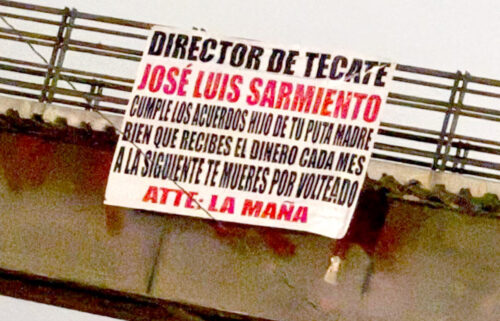 DIRECTOR DE TECATE
JOSÉ LUIS SARMIENTO
CUMPLE LOS ACUERDOS HIJO DE TU PUTA MADRE
BIEN QUE RECIBES EL DINERO CADA MES
A LA SIGUIENTE TE MUERES POR VOLTEADO
ATTE: LA MAÑA